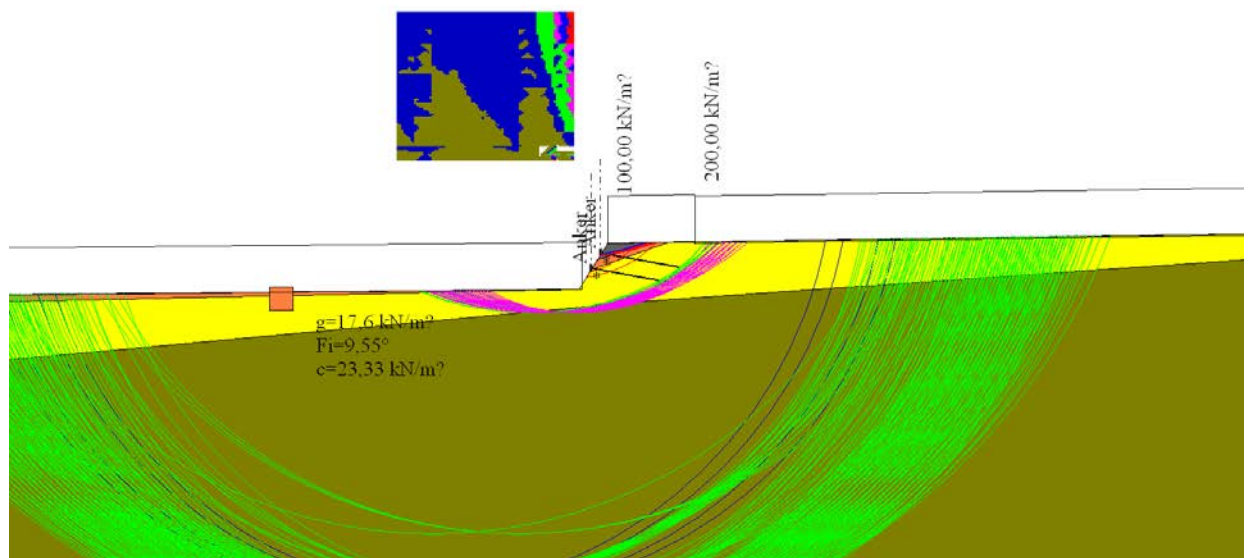 100,00 kN/m?
200,00 kN/m?
Anker
Anker
g=17,6 kN/m?
Fi=9,55°
c=23,33 kN/m?